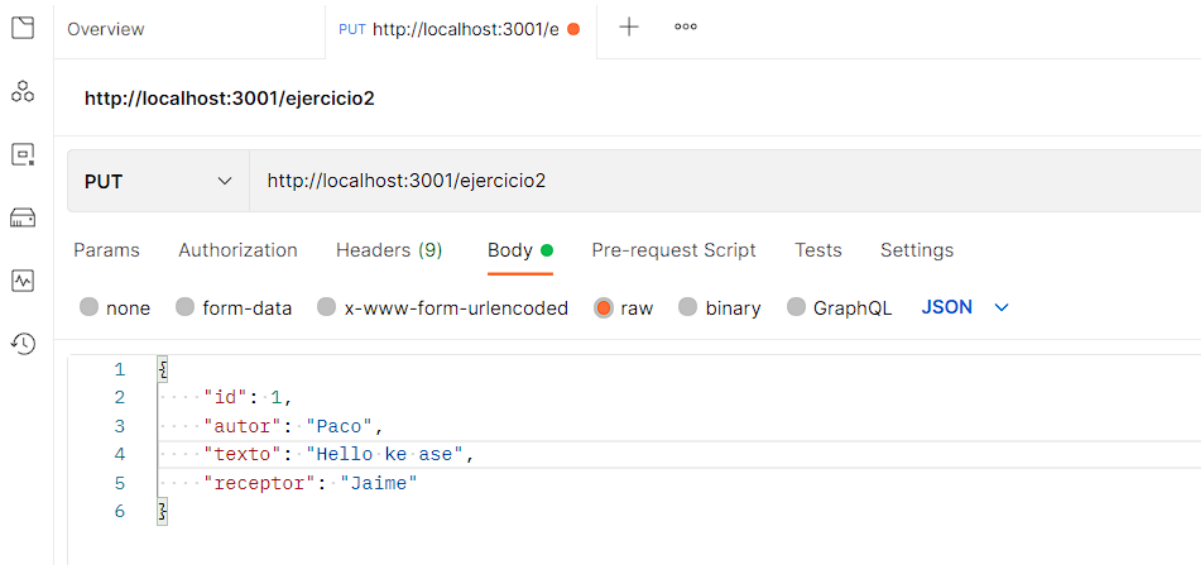 Overview PUT http://localhost:3001/e
http://localhost:3001/ejercicio2
PUT http://localhost:3001/ejercicio2
Params Authorization Headers (9) Body Pre-request Script Tests Settings
none form-data x-www-form-urlencoded raw binary GraphQL JSON
1 {
2 "id": 1,
3 "autor": "Paco",
4 "texto": "Hello ke ase",
5 "receptor": "Jaime"
6 }